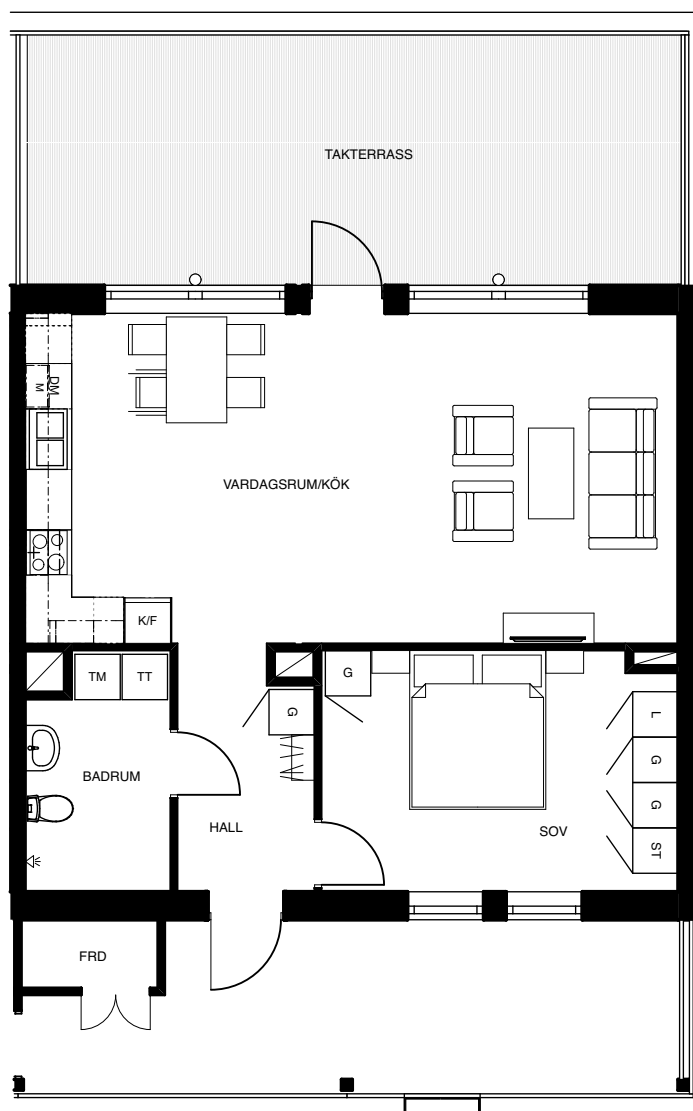 TAKTERRASS
DM
M
VARDAGSRUM/KÖK
K/F
TM
TT
G
G
L
G
BADRUM
G
HALL
SOV
ST
FRD